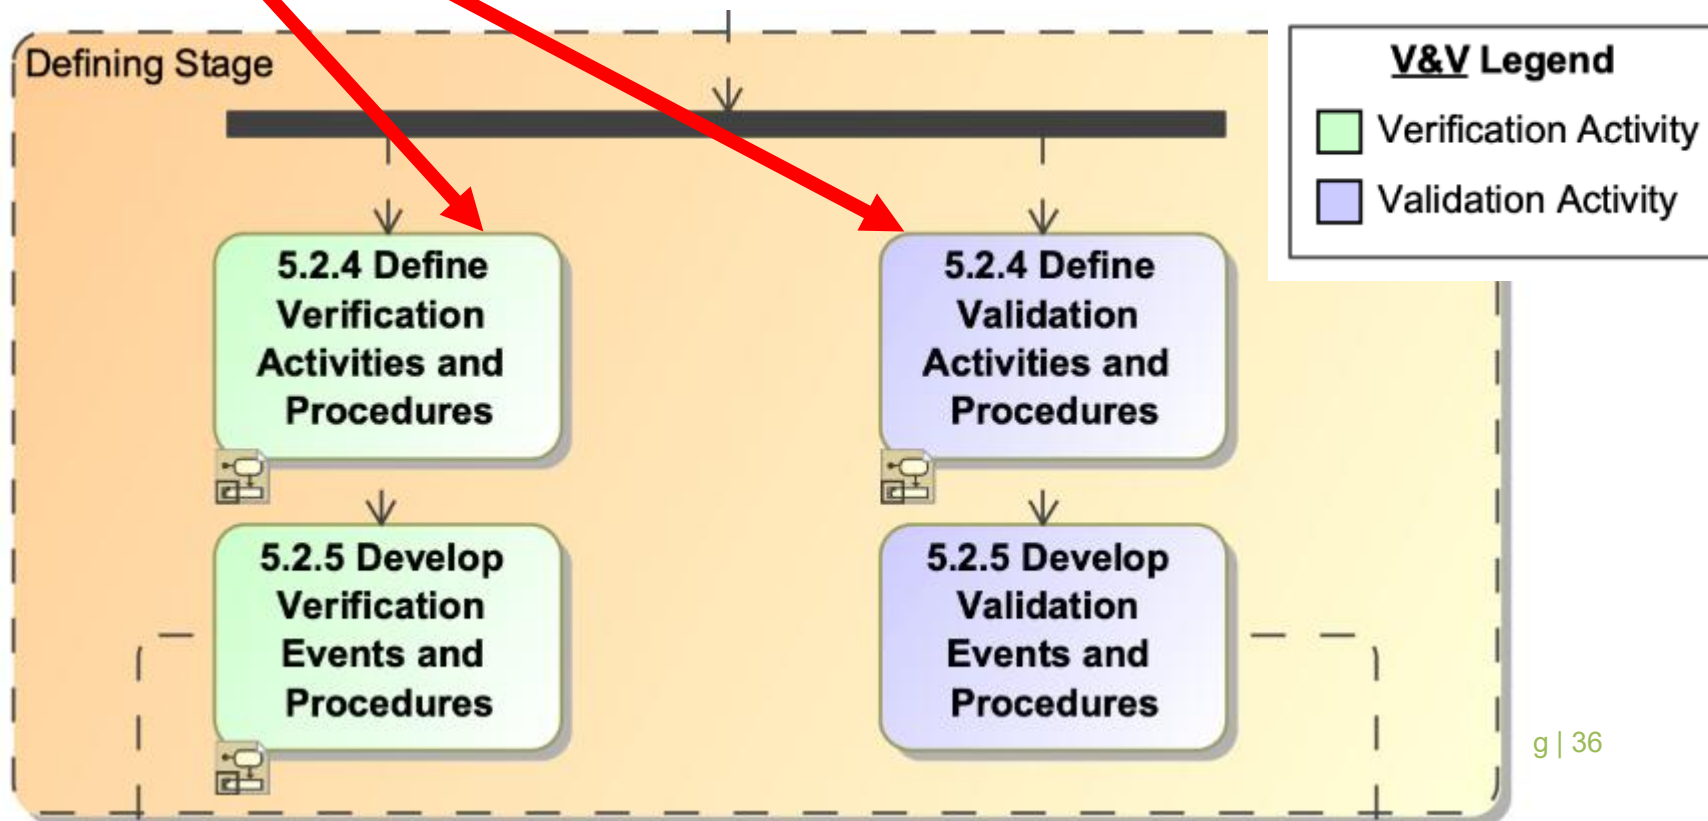 Defining Stage
V&V Legend
Verification Activity
Validation Activity
5.2.4 Define
Verification
Activities and
Procedures
5.2.4 Define
Validation
Activities and
Procedures
5.2.5 Develop
Verification
Events and
Procedures
5.2.5 Develop
Validation
Events and
Procedures
g | 36